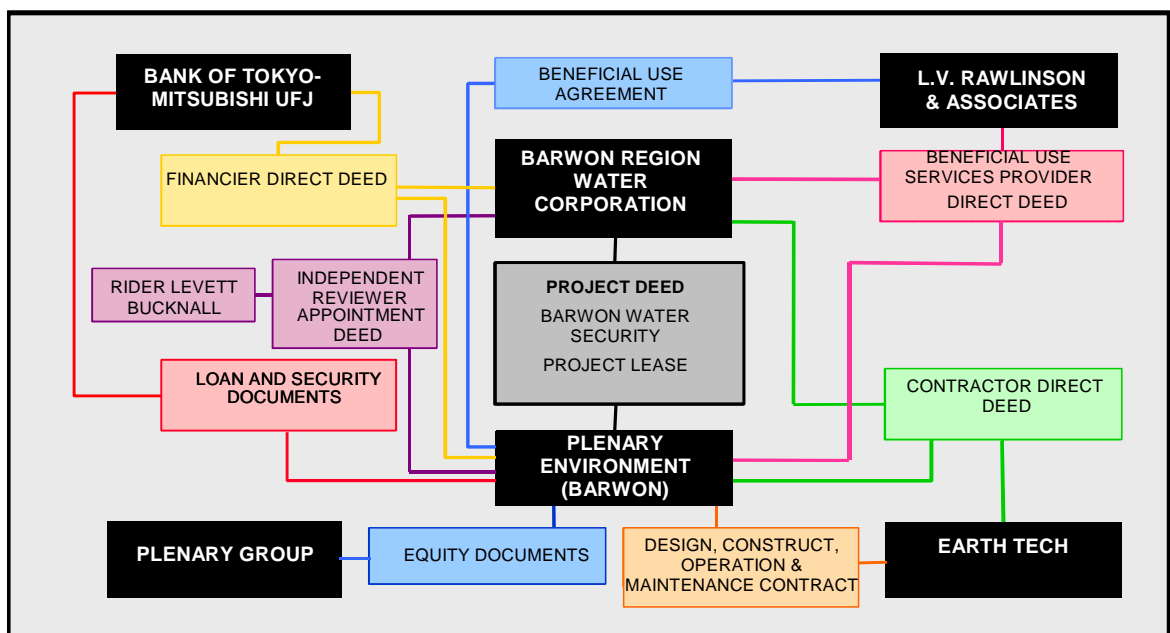 BANK OF TOKYO-
MITSUBISHI UFJ
BENEFICIAL USE
AGREEMENT
L.V. RAWLINSON
& ASSOCIATES
FINANCIER DIRECT DEED
BARWON REGION
WATER
CORPORATION
BENEFICIAL USE
SERVICES PROVIDER
DIRECT DEED
RIDER LEVETT
BUCKNALL
INDEPENDENT
REVIEWER
APPOINTMENT
DEED
PROJECT DEED
BARWON WATER
SECURITY
PROJECT LEASE
LOAN AND SECURITY
DOCUMENTS
CONTRACTOR DIRECT
DEED
PLENARY
ENVIRONMENT
(BARWON)
PLENARY GROUP
EQUITY DOCUMENTS
DESIGN, CONSTRUCT,
OPERATION &
MAINTENANCE CONTRACT
EARTH TECH